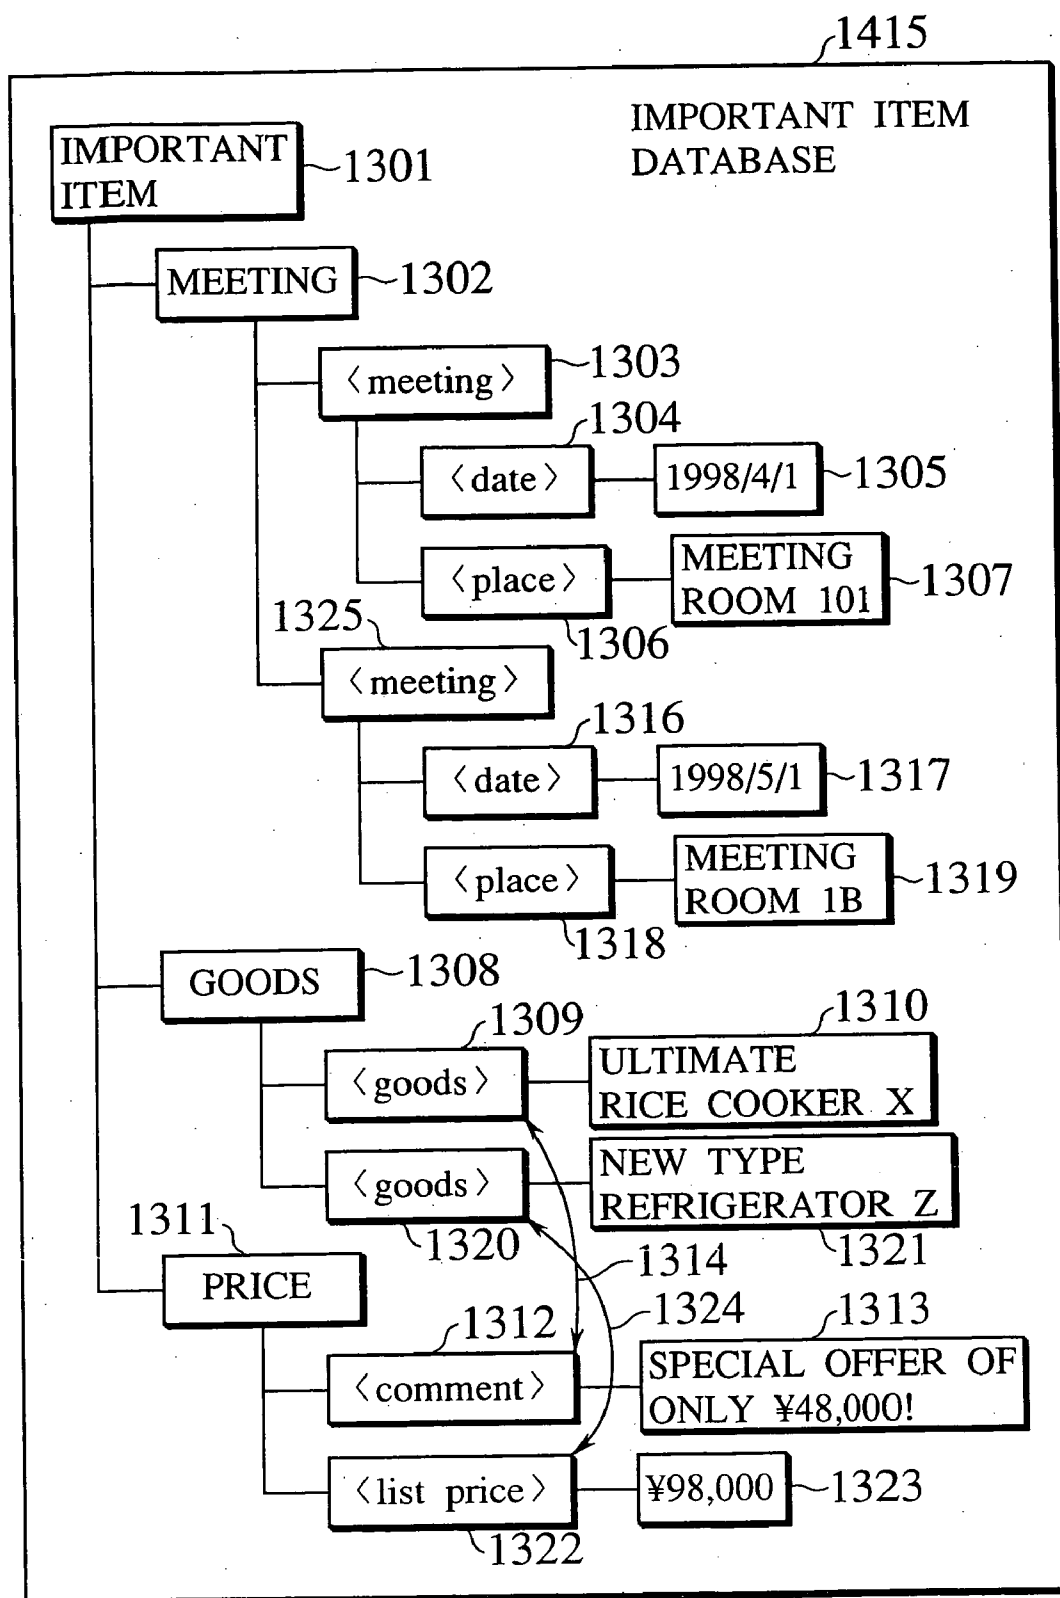 1415
IMPORTANT ITEM
DATABASE
IMPORTANT
ITEM
1301
MEETING
1302
〈meeting〉
1303
1304
〈date〉
1998/4/1
1305
〈place〉
MEETING
ROOM 101
1307
1306
1325
〈meeting〉
1316
〈date〉
1998/5/1
1317
〈place〉
MEETING
ROOM 1B
1319
1318
GOODS
1308
1309
1310
〈goods〉
ULTIMATE
RICE COOKER X
〈goods〉
NEW TYPE
REFRIGERATOR Z
1320
1321
1311
PRICE
1314
1324
1312
1313
〈comment〉
SPECIAL OFFER OF
ONLY ¥48,000!
〈list price〉
¥98,000
1323
1322